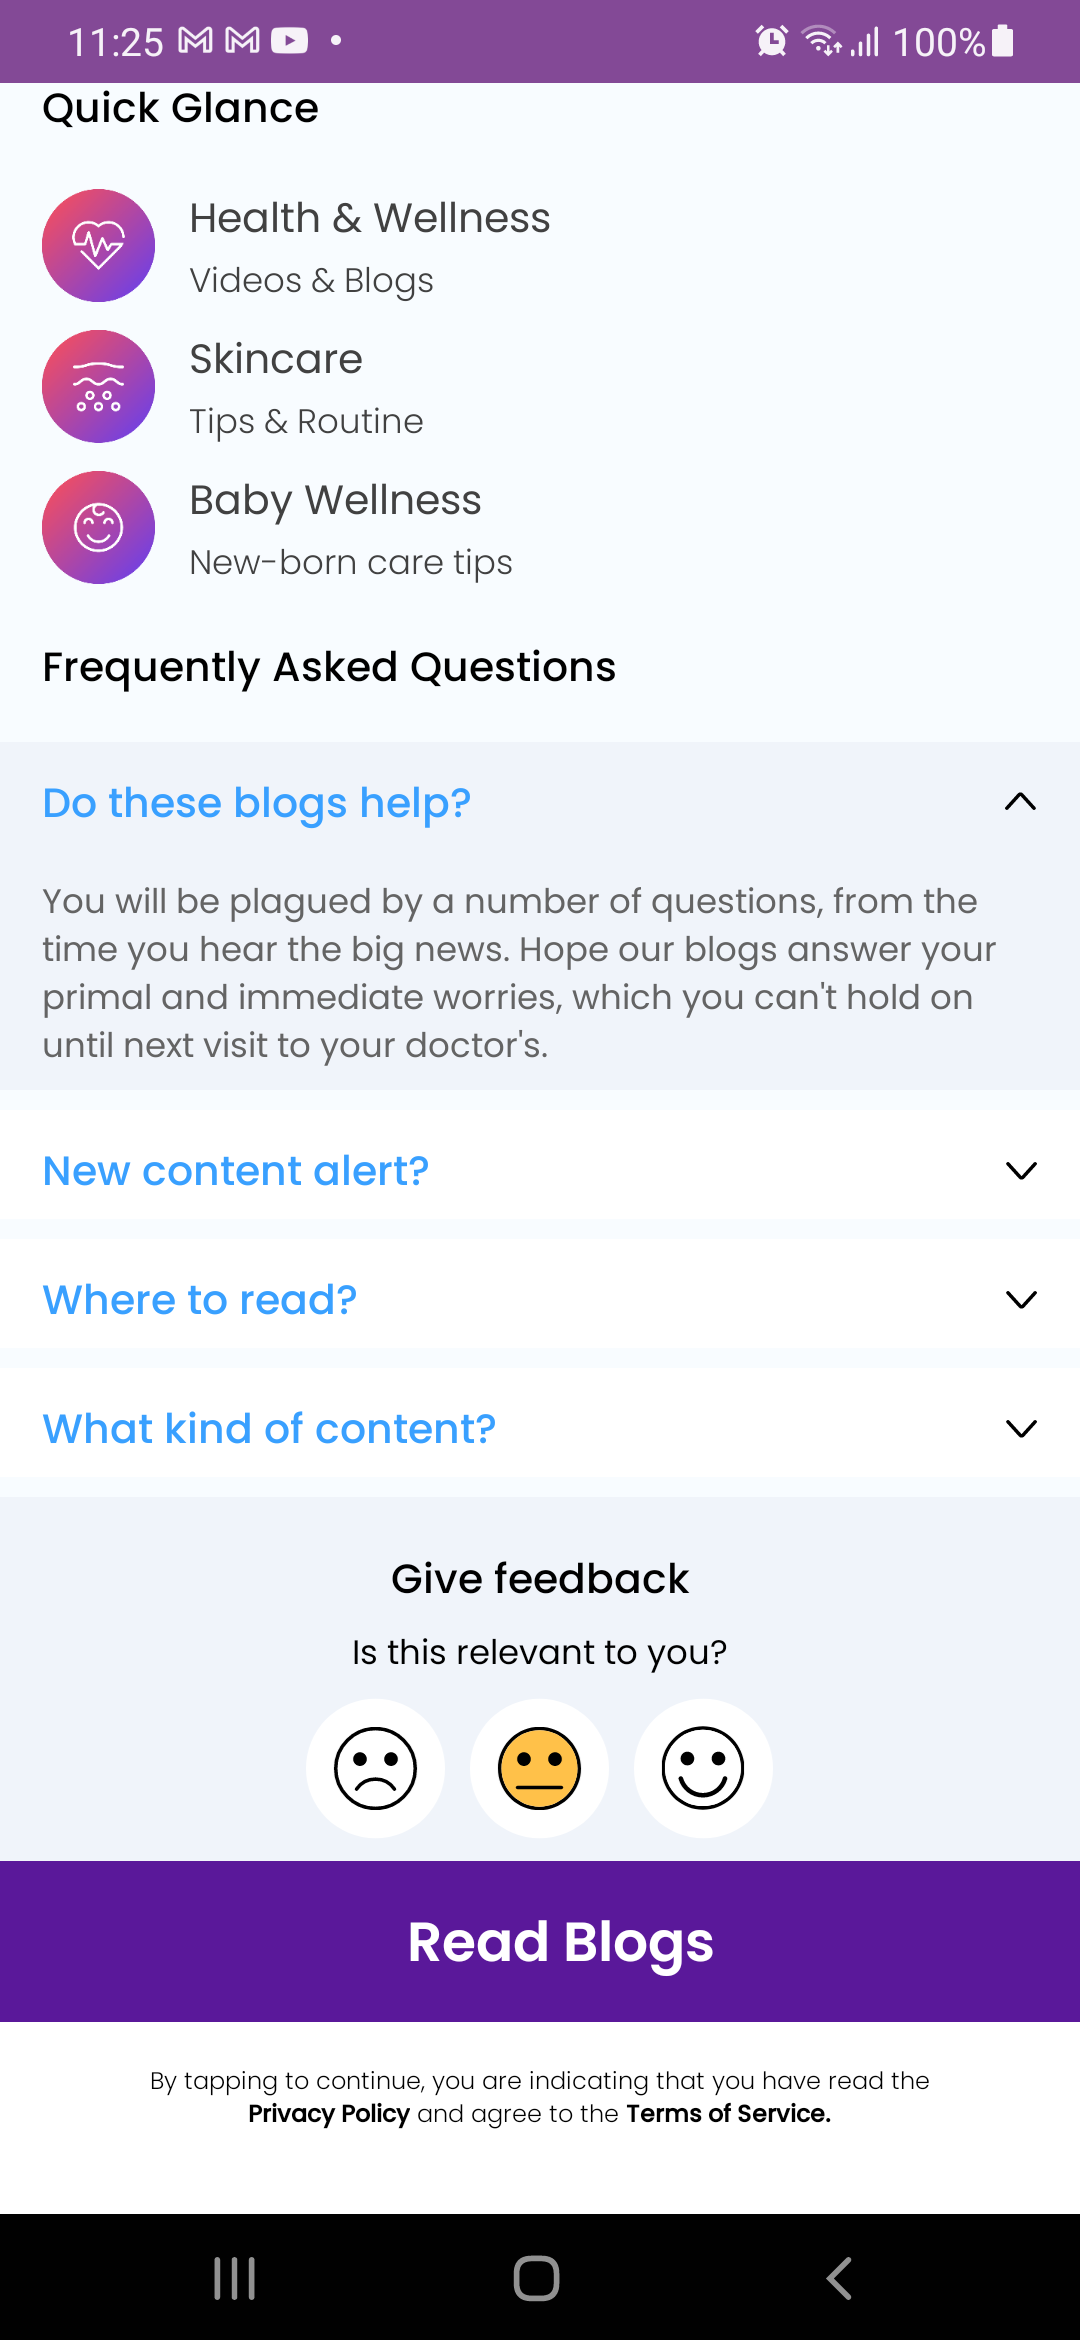 11:25
100%
Quick Glance
Health & Wellness
Videos & Blogs
Skincare
Tips & Routine
Baby Wellness
New-born care tips
Frequently Asked Questions
Do these blogs help?
You will be plagued by a number of questions, from the
time you hear the big news. Hope our blogs answer your
primal and immediate worries, which you can't hold on
until next visit to your doctor's.
New content alert?
Where to read?
What kind of content?
Give feedback
Is this relevant to you?
Read Blogs
By tapping to continue, you are indicating that you have read the
Privacy Policy and agree to the Terms of Service.